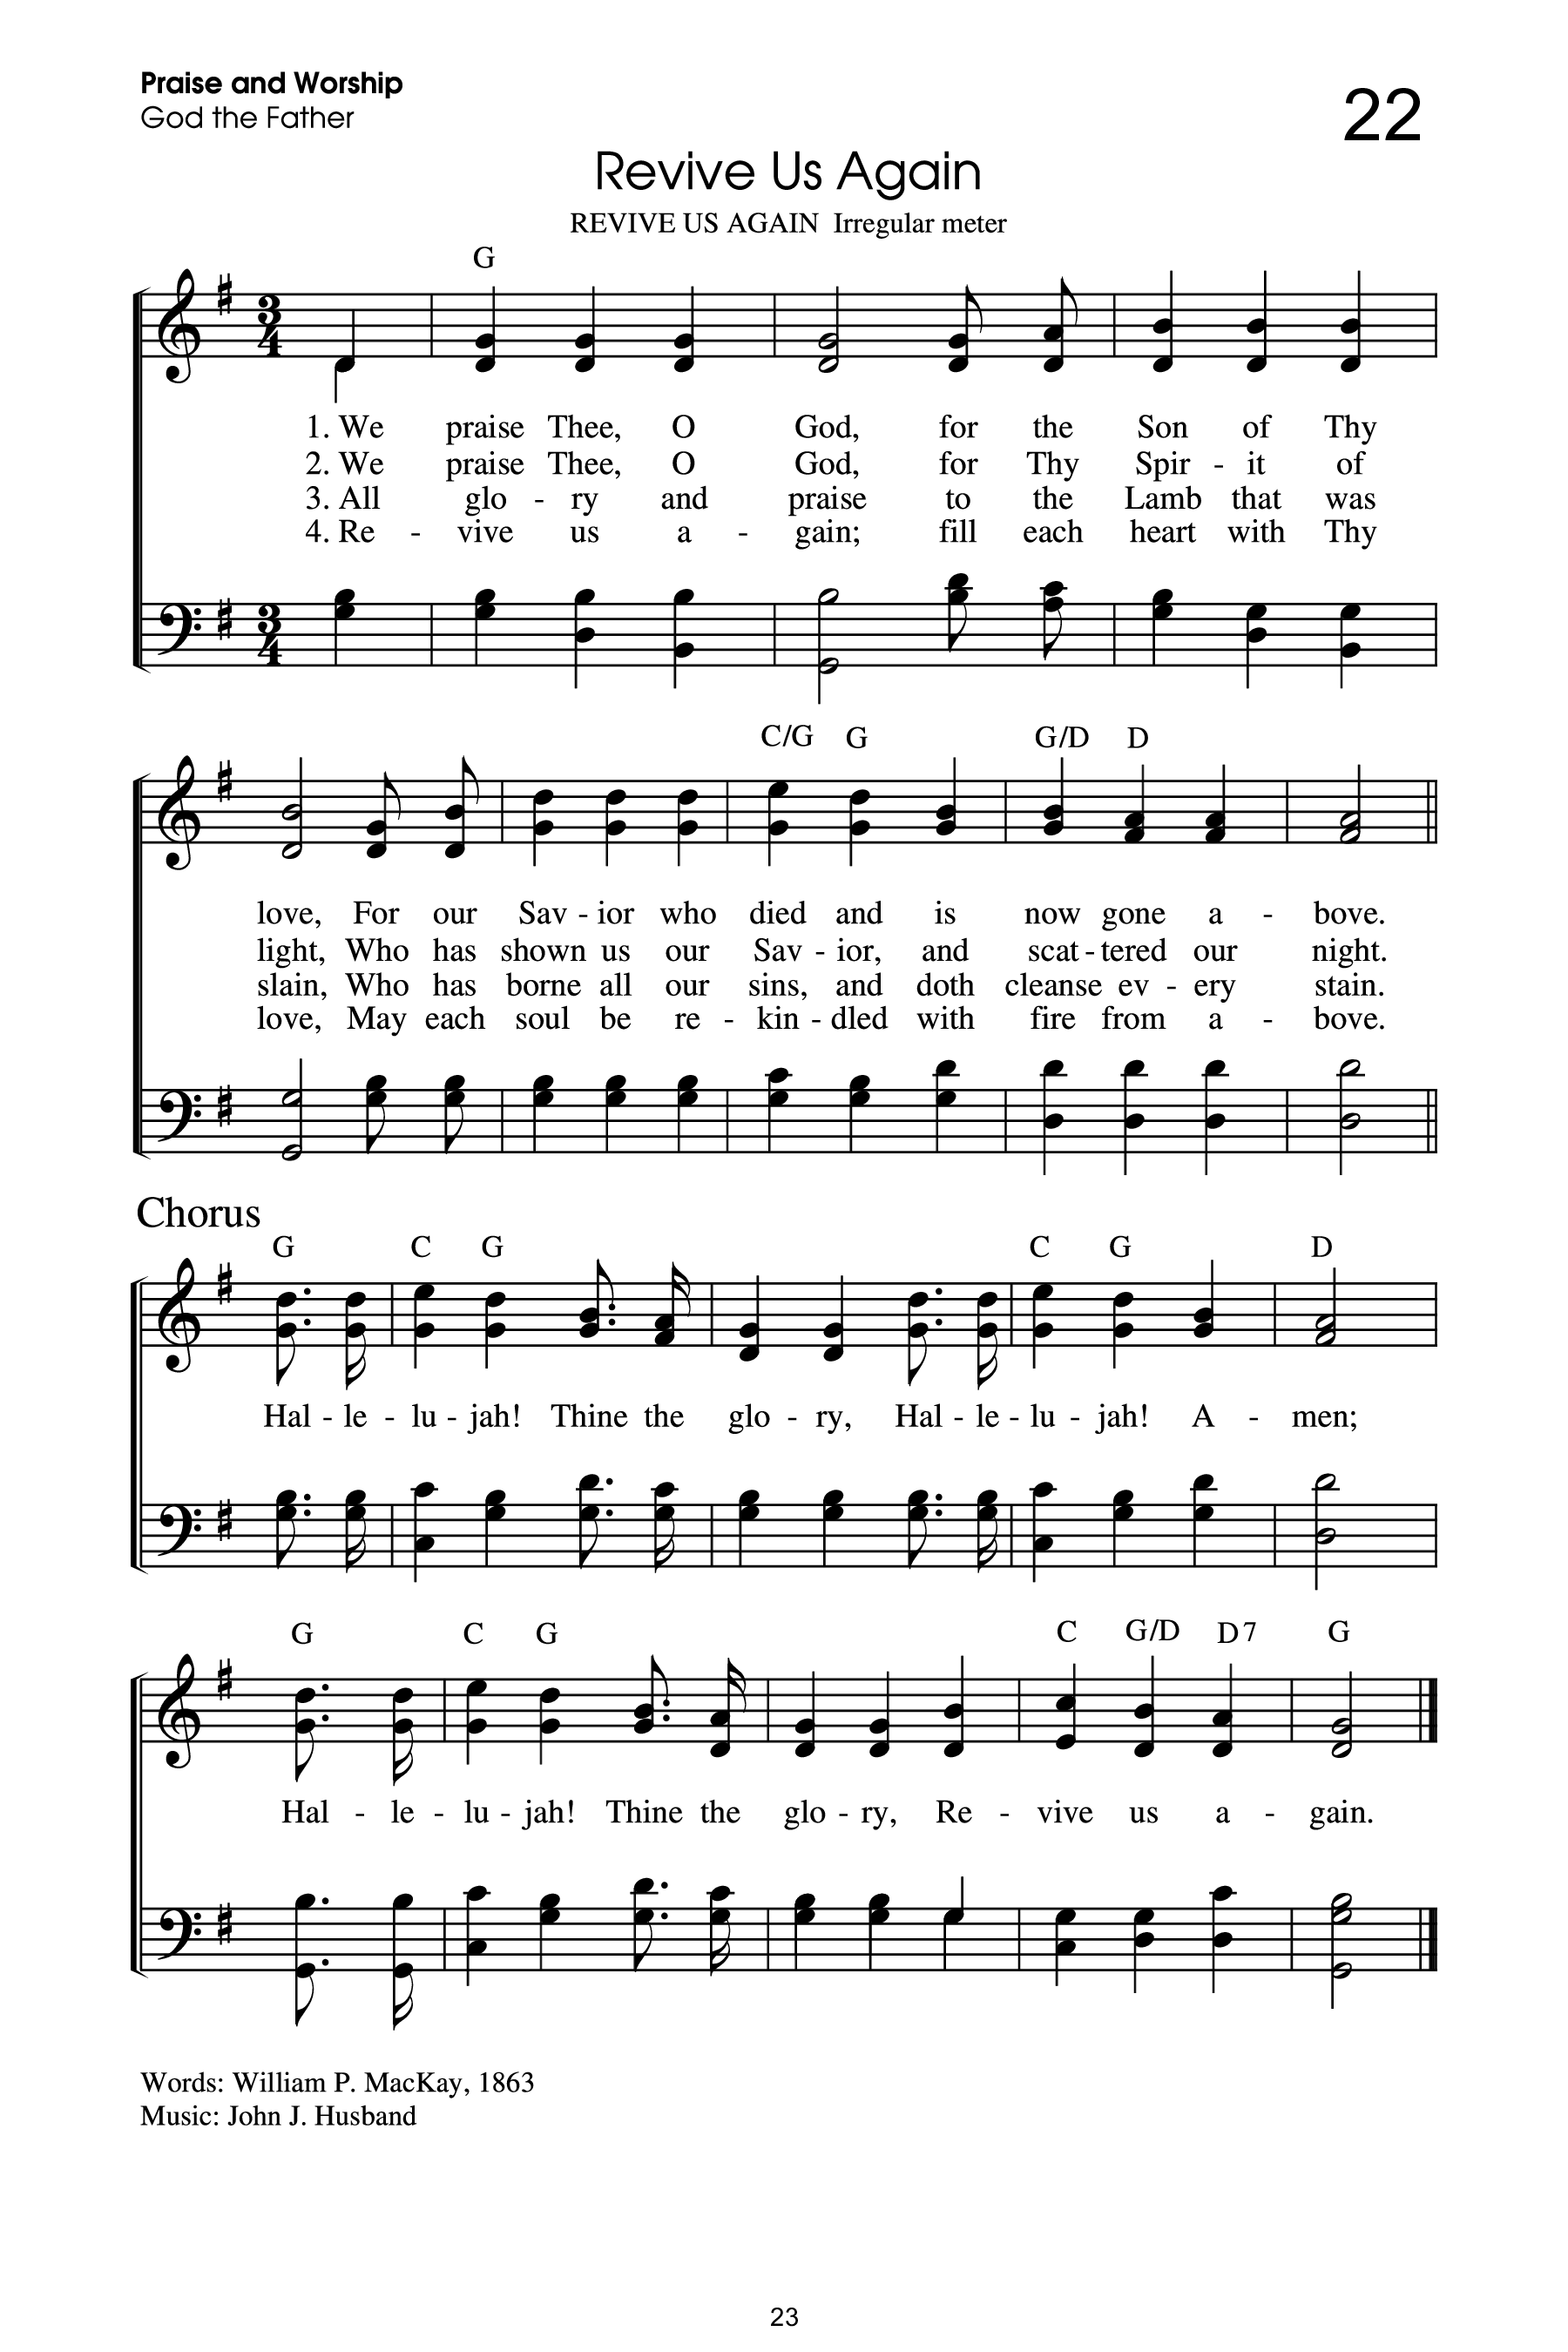 Praise and Worship
God the Father
22
Revive Us Again
REVIVE US AGAIN  Irregular meter
G
3
4
1. We praise Thee, O God, for the Son of Thy
2. We praise Thee, O God, for Thy Spir - it of
3. All glo - ry and praise to the Lamb that was
4. Re - vive us a - gain; fill each heart with Thy
3
4
C/G G G/D D
love, For our Sav - ior who died and is now gone a - bove.
light, Who has shown us our Sav - ior, and scat - tered our night.
slain, Who has borne all our sins, and doth cleanse ev - ery stain.
love, May each soul be re - kin - dled with fire from a - bove.
Chorus
G C G C G D
Hal - le - lu - jah! Thine the glo - ry, Hal - le - lu - jah! A - men;
G C G C G/D D7 G
Hal - le - lu - jah! Thine the glo - ry, Re - vive us a - gain.
Words: William P. MacKay, 1863
Music: John J. Husband
23